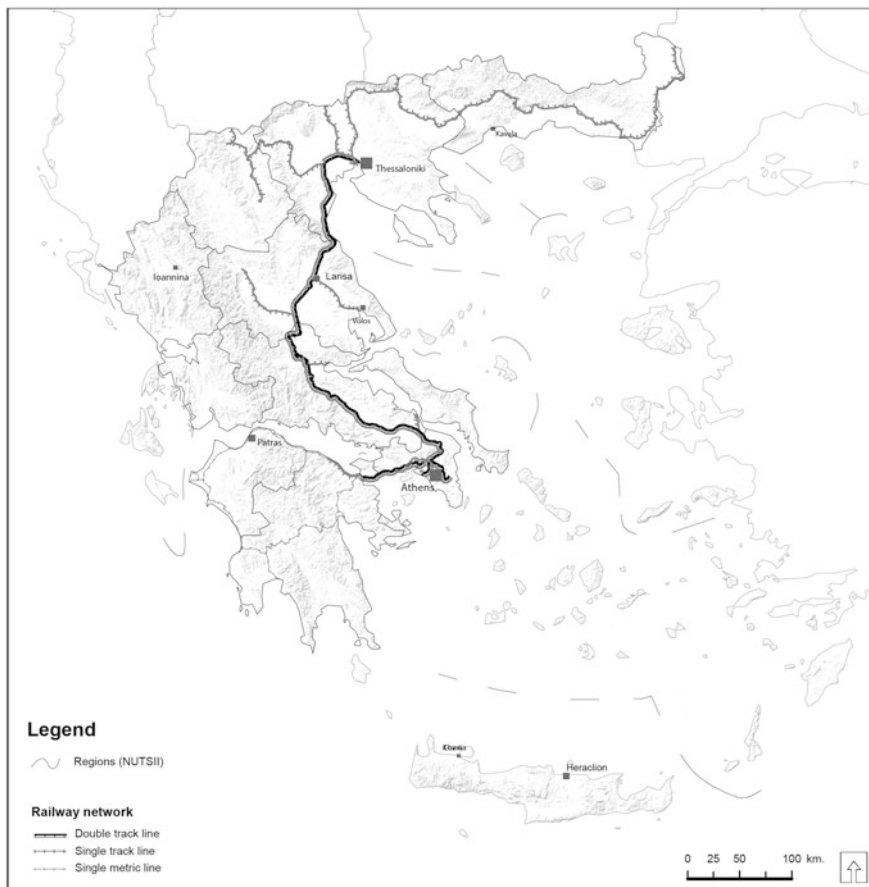 Kavala
Thessaloniki
Ioannina
Larisa
Volos
Patras
Athens
Heraclion
Legend
Regions (NUTSII)
Railway network
Double track line
Single track line
Single metric line
0 25 50 100 km.